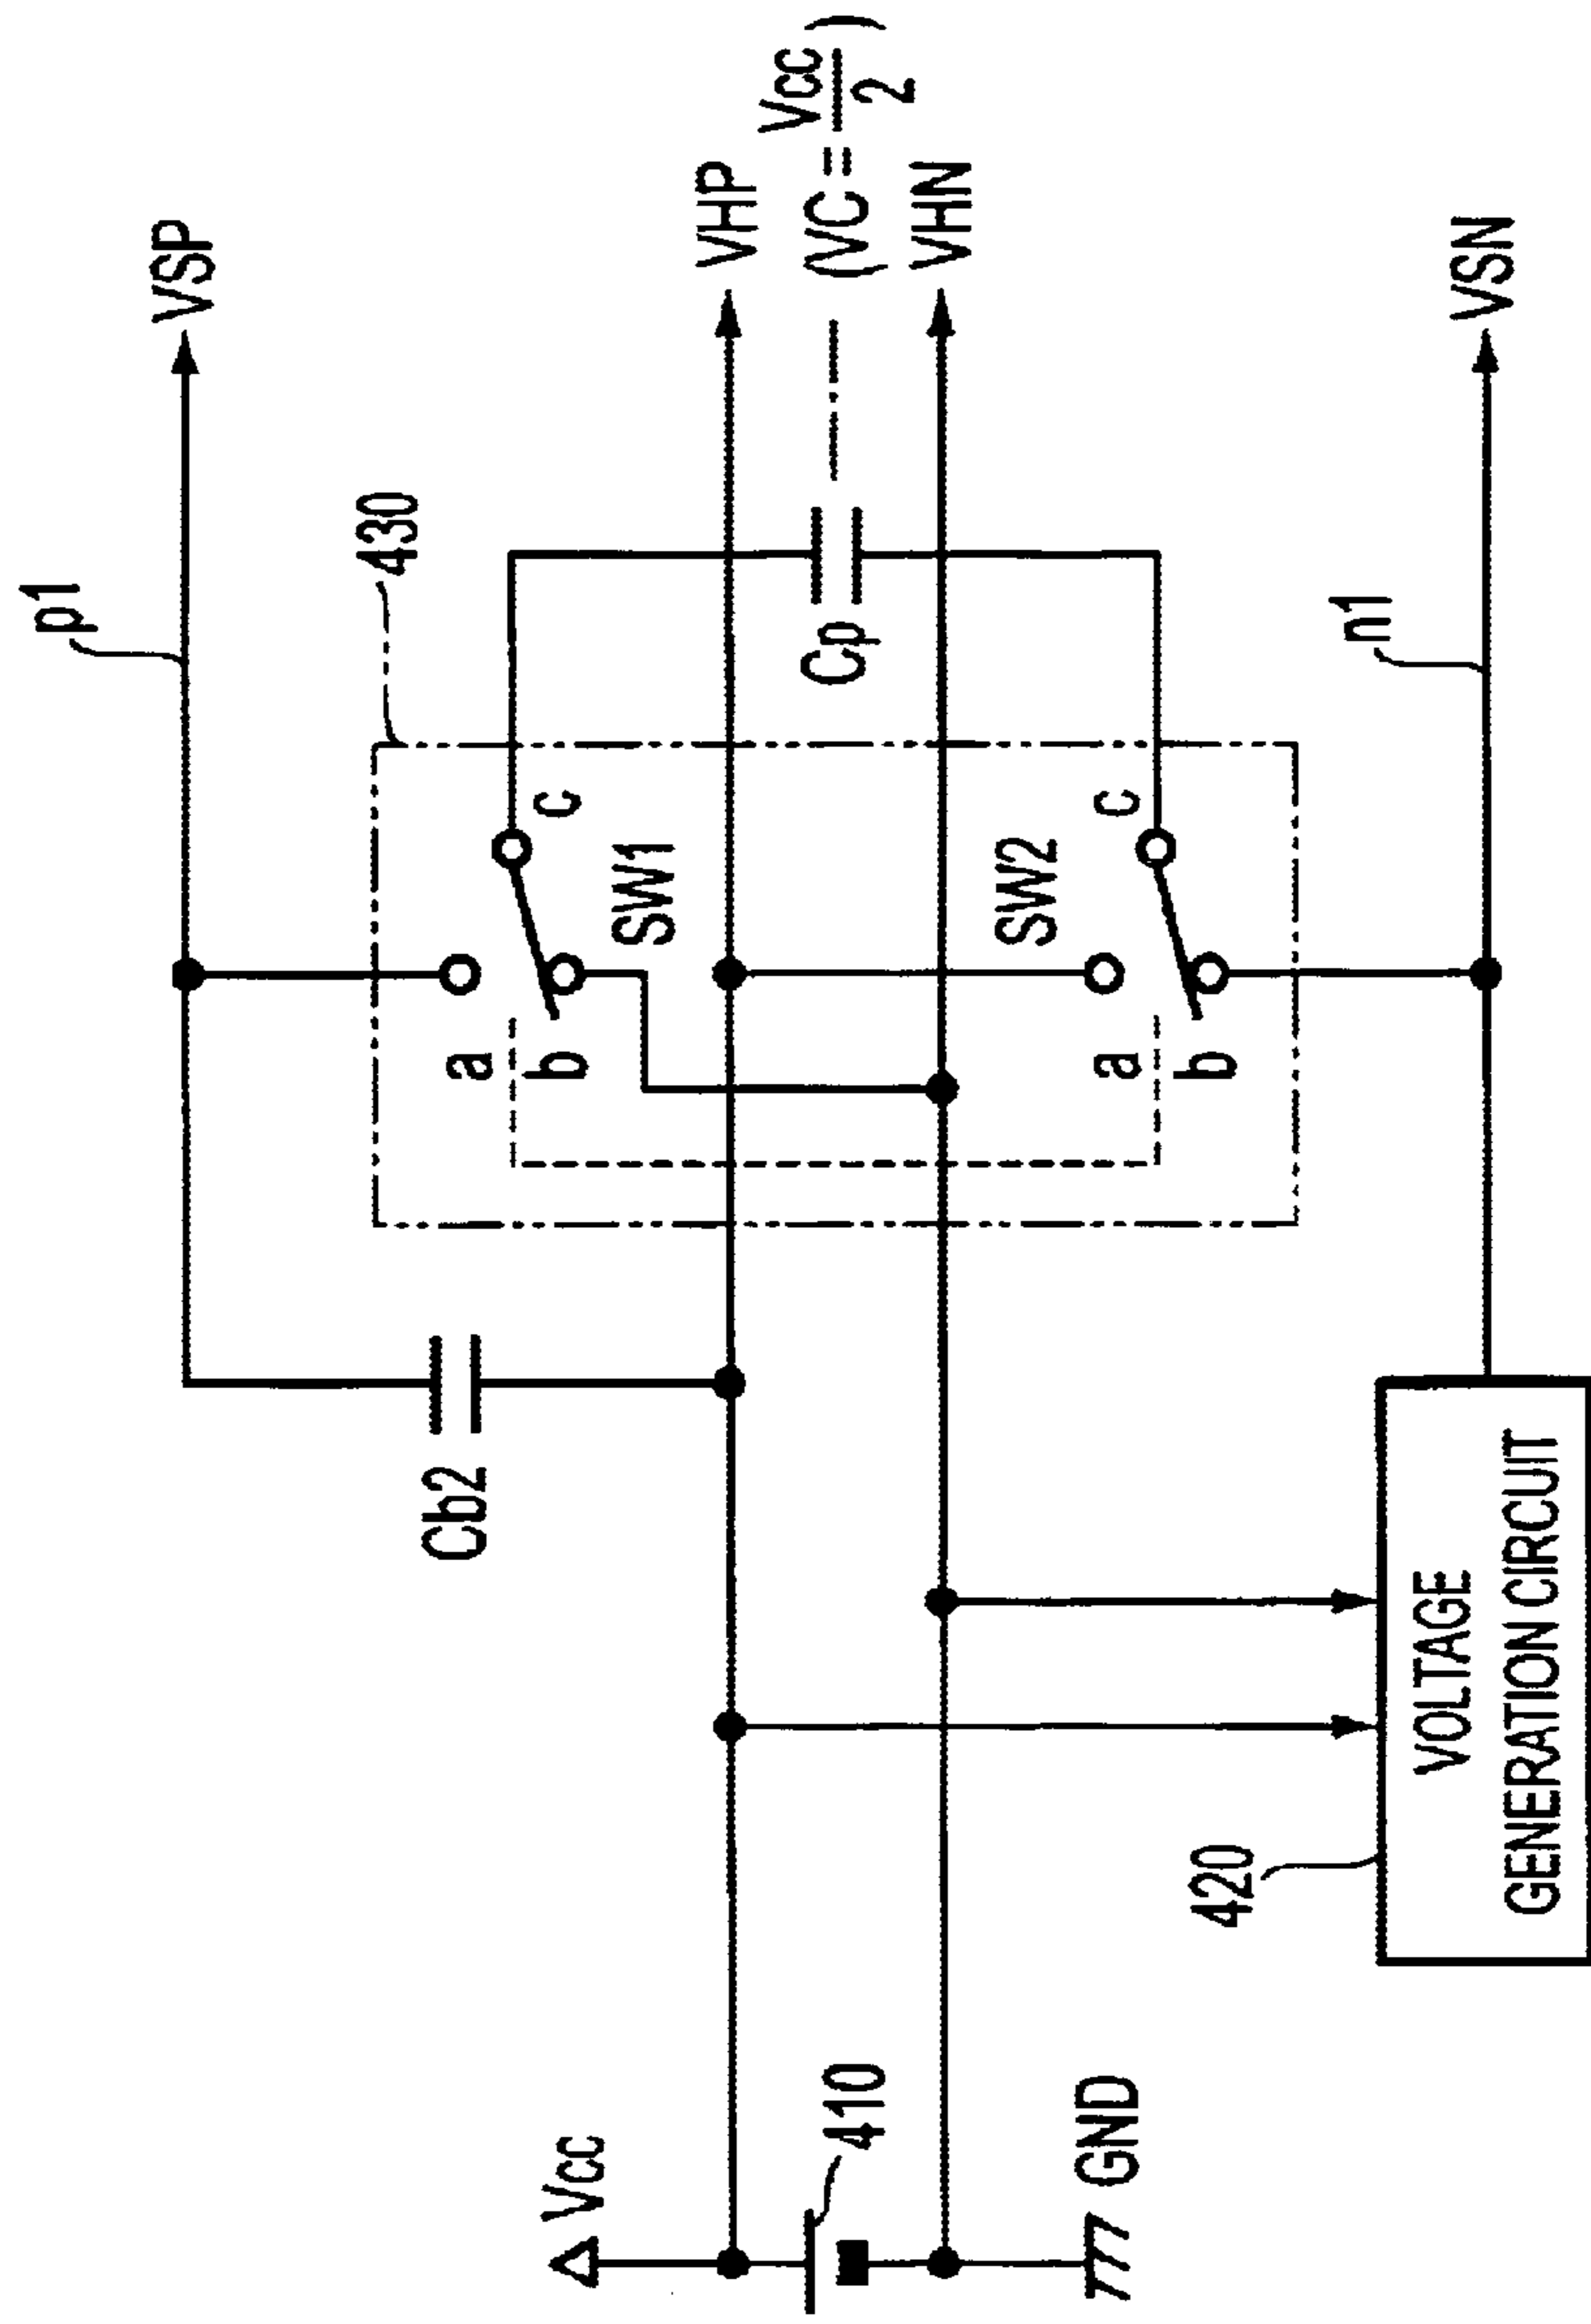 p1
VSP
430
VHP
(VC = Vcc/2)
VHN
a
b
c
SW1
Cp
Cb2
SW2
a
b
c
n1
VSN
Vcc
410
GND
420
VOLTAGE
GENERATION CIRCUIT